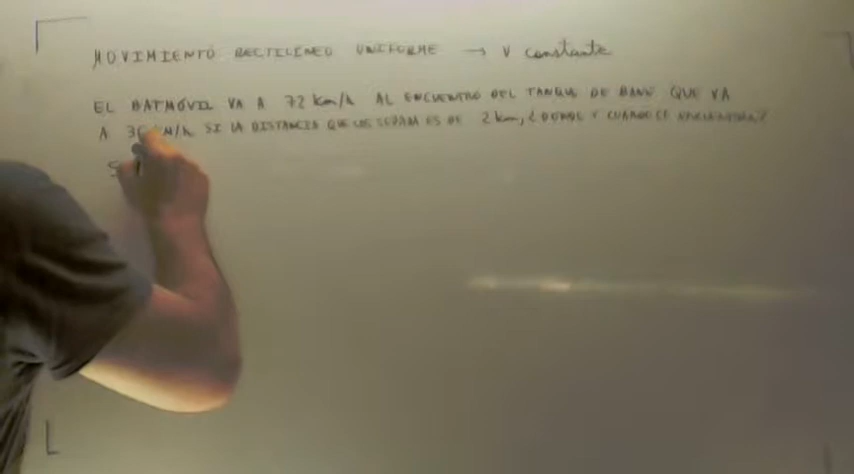 MOVIMIENTO RECTILINEO UNIFORME → V constante
EL BATMÓVIL VA A 72 km/h AL ENCUENTRO DEL TANQUE DE BANE QUE VA
A 36 KM/h SI LA DISTANCIA QUE LOS SEPARA ES DE 2 km, ¿DONDE Y CUANDO SE ENCUENTRAN?